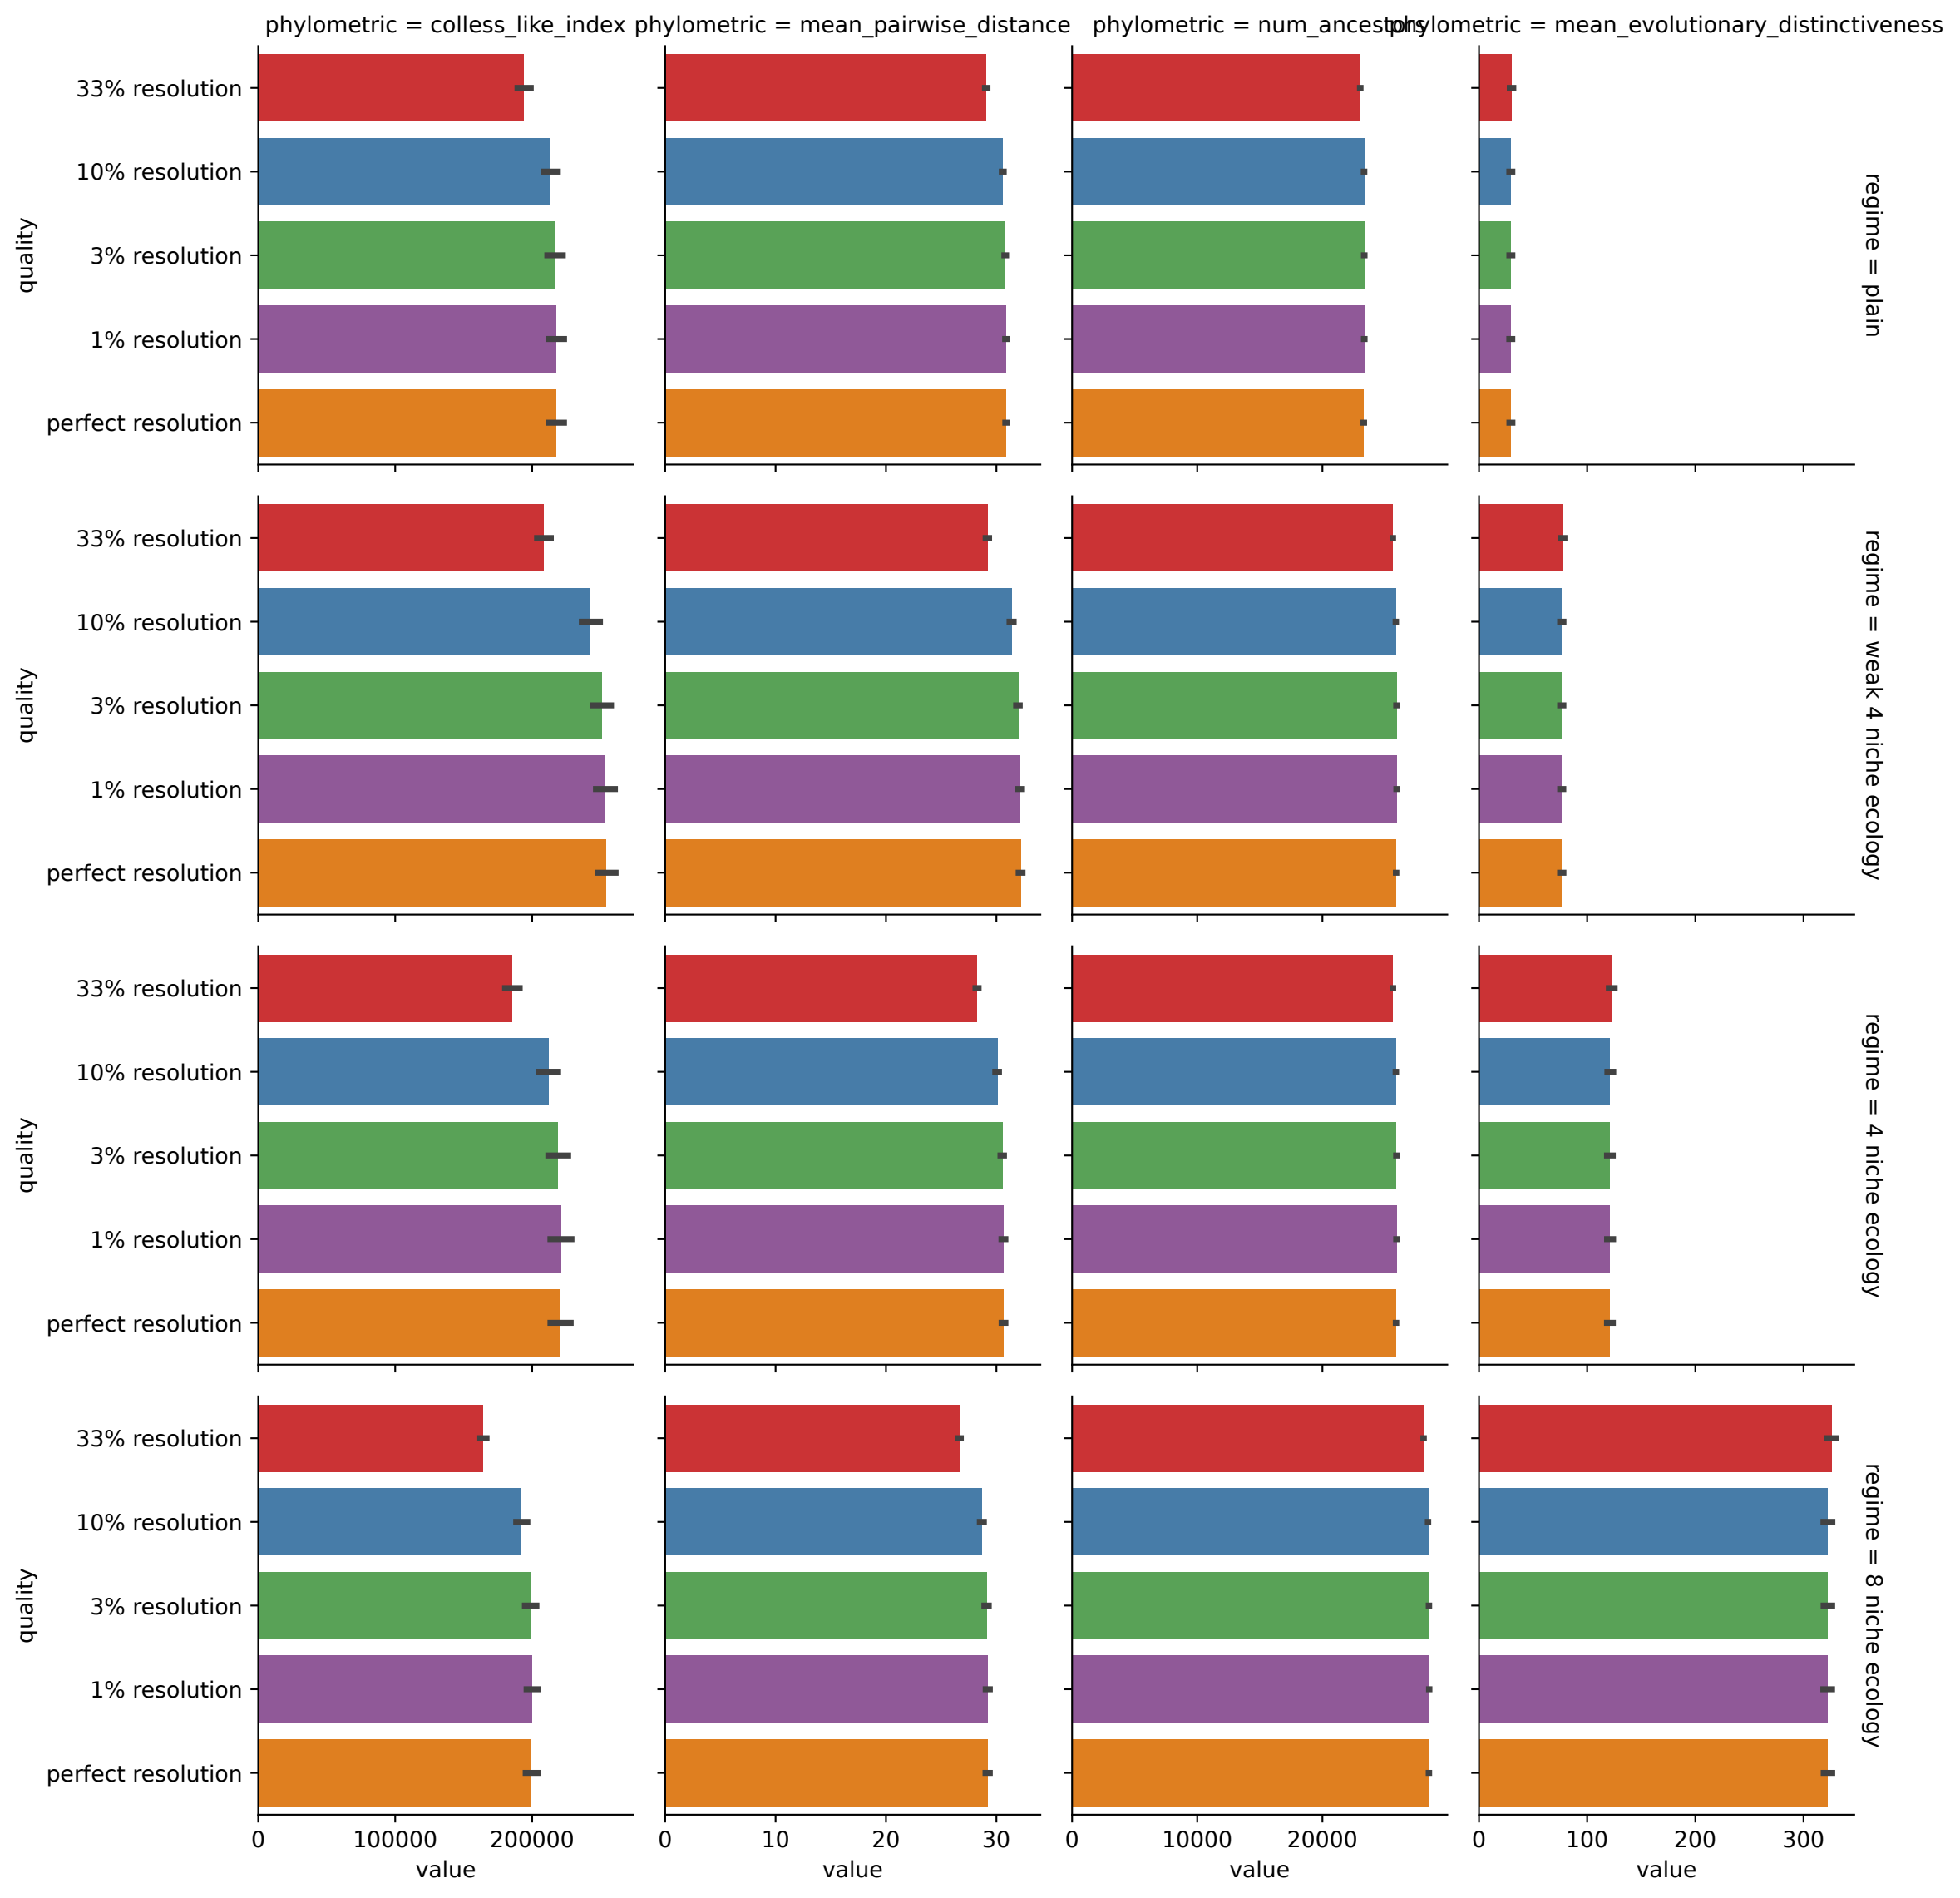 phylometric = colless_like_index
phylometric = mean_pairwise_distance
phylometric = num_ancestors
phylometric = mean_evolutionary_distinctiveness
quality
33% resolution
10% resolution
3% resolution
1% resolution
perfect resolution
regime = plain
quality
33% resolution
10% resolution
3% resolution
1% resolution
perfect resolution
regime = weak 4 niche ecology
quality
33% resolution
10% resolution
3% resolution
1% resolution
perfect resolution
regime = 4 niche ecology
quality
33% resolution
10% resolution
3% resolution
1% resolution
perfect resolution
regime = 8 niche ecology
0 100000 200000
value
0 10 20 30
value
0 10000 20000
value
0 100 200 300
value